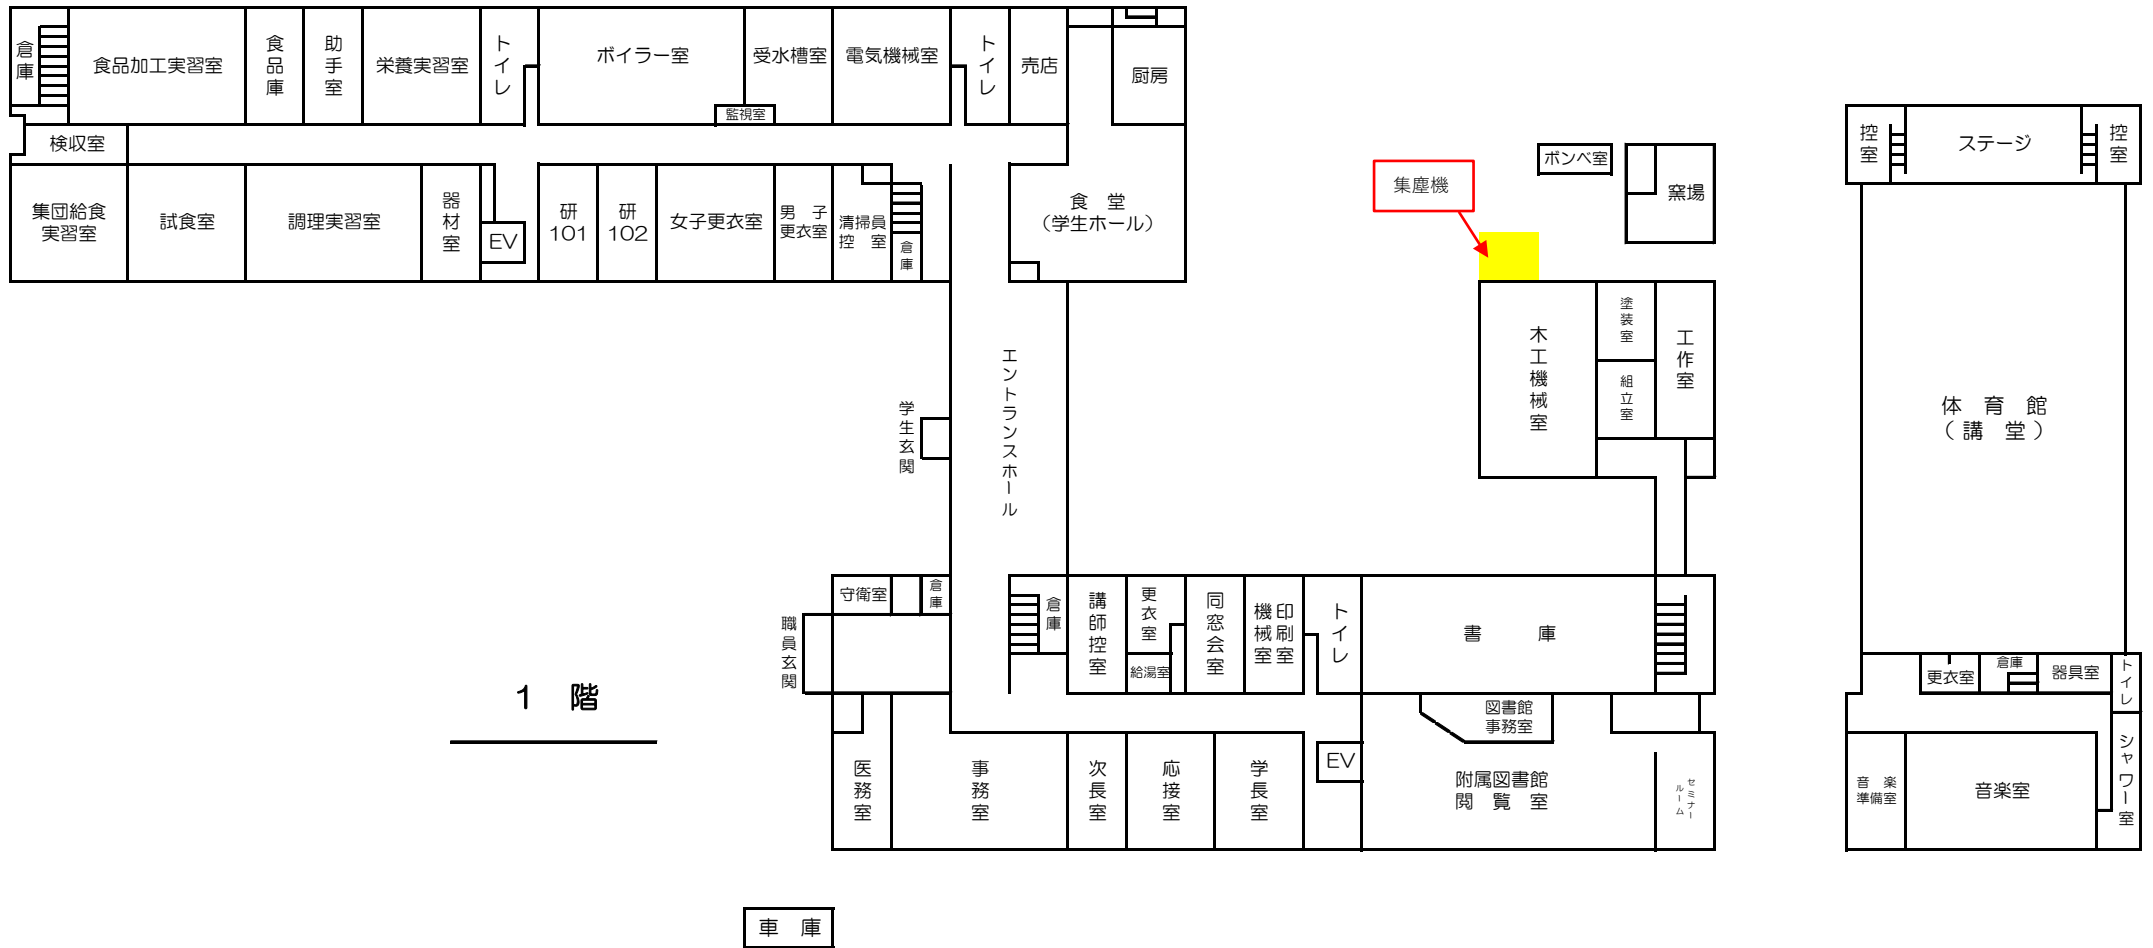 倉庫
食品加工実習室
食品庫
助手室
栄養実習室
トイレ
ボイラー室
受水槽室
電気機械室
トイレ
売店
厨房
監視室
検収室
集団給食
実習室
試食室
調理実習室
器材室
EV
研
101
研
102
女子更衣室
男 子
更衣室
清掃員
控 室
倉庫
食 堂
(学生ホール)
集塵機
ボンベ室
窯場
控室
ステージ
控室
木工機械室
塗装室
組立室
工作室
エントランスホール
学生玄関
体 育 館
(講 堂)
守衛室
倉庫
職員玄関
倉庫
講師控室
更衣室
給湯室
同窓会室
印刷
機械室
トイレ
書 庫
図書館
事務室
更衣室
倉庫
器具室
トイレ
シャワー室
1 階
医務室
事務室
次長室
応接室
学長室
EV
附属図書館
閲 覧 室
セミナー
ルーム
音 楽
準備室
音楽室
車 庫